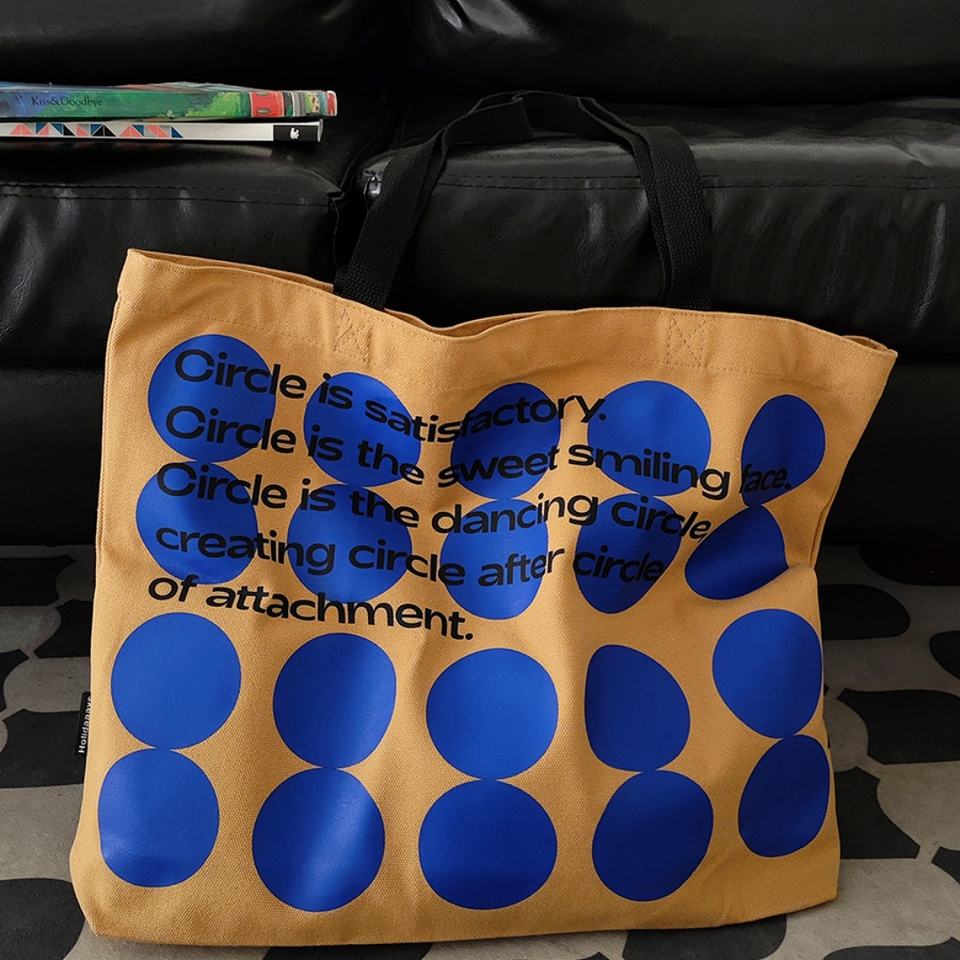 Kiss&Goodbye
Circle is satisfactory.
Circle is the sweet smiling face.
Circle is the dancing circle
creating circle after circle
of attachment.